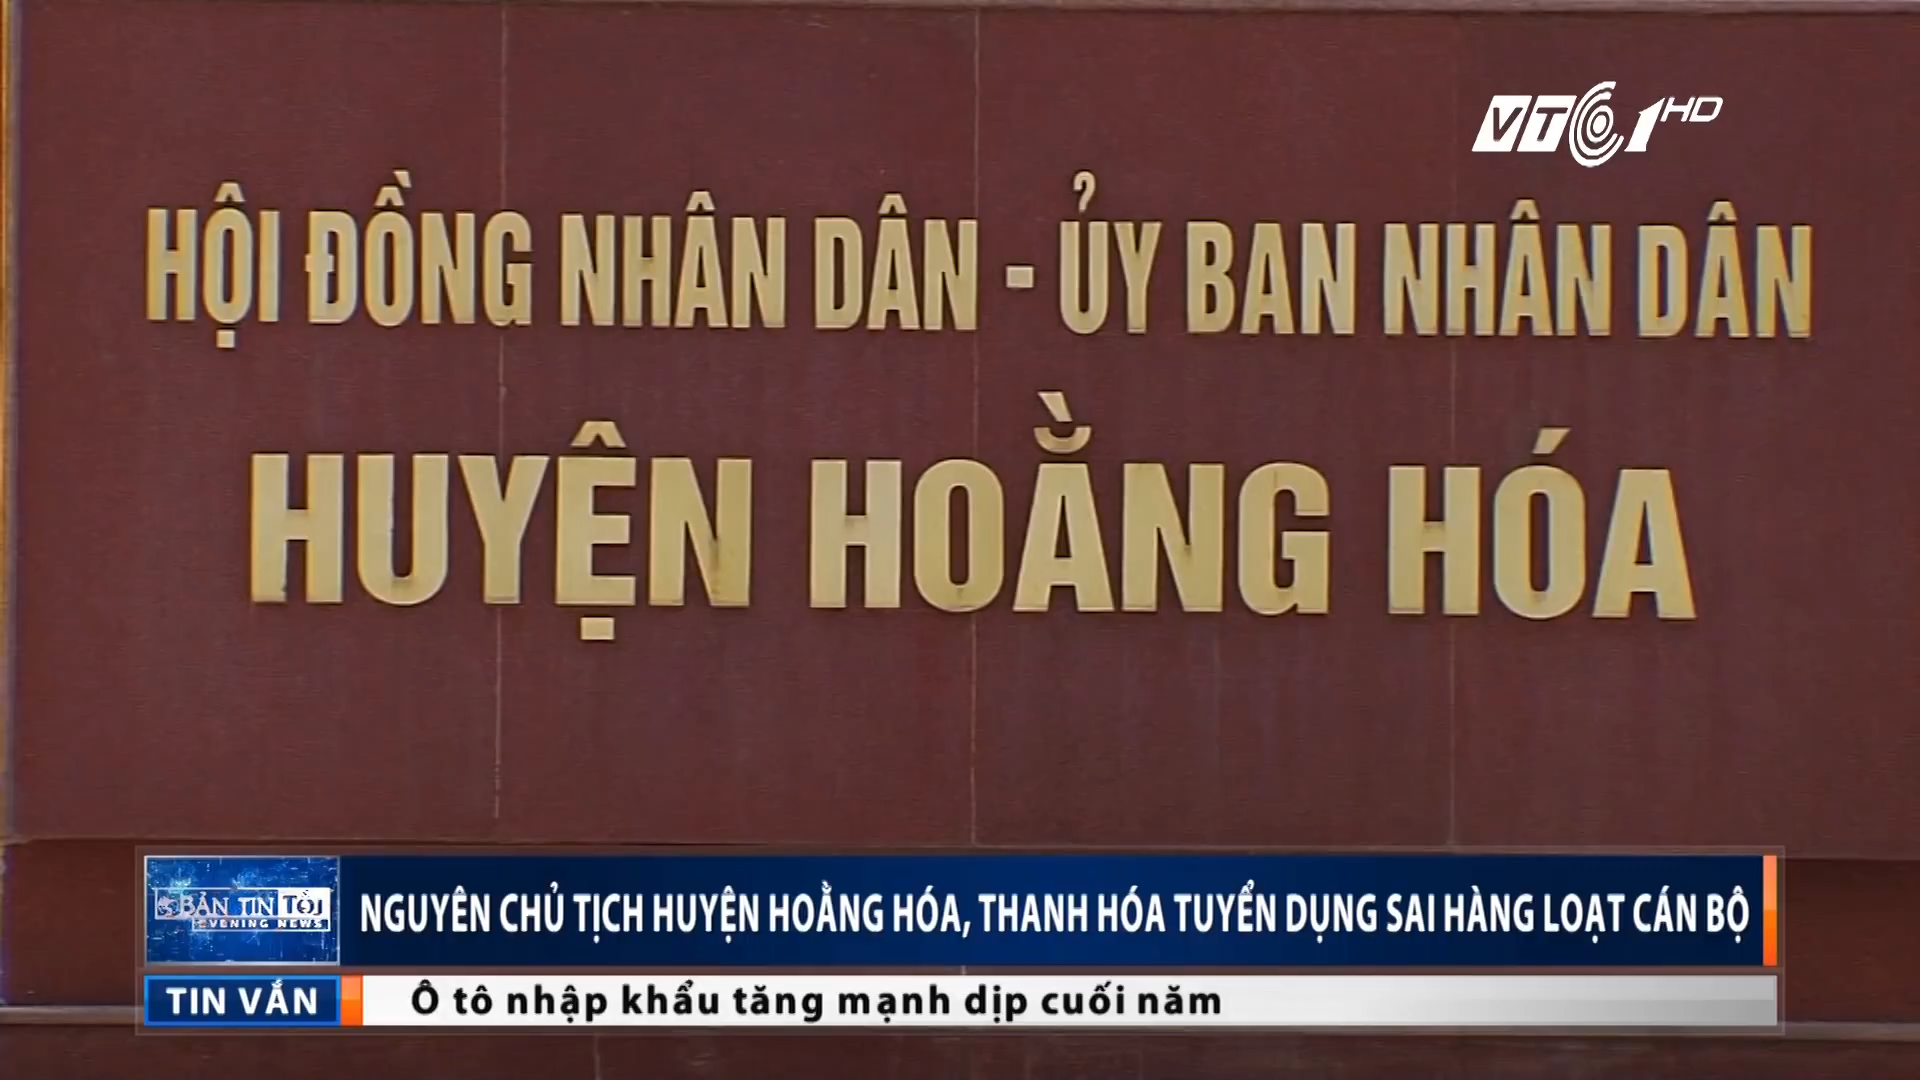 VTC1 HD
HỘI ĐỒNG NHÂN DÂN - ỦY BAN NHÂN DÂN
HUYỆN HOẰNG HÓA
BẢN TIN TỐI
EVENING NEWS
NGUYÊN CHỦ TỊCH HUYỆN HOẰNG HÓA, THANH HÓA TUYỂN DỤNG SAI HÀNG LOẠT CÁN BỘ
TIN VẮN
Ô tô nhập khẩu tăng mạnh dịp cuối năm